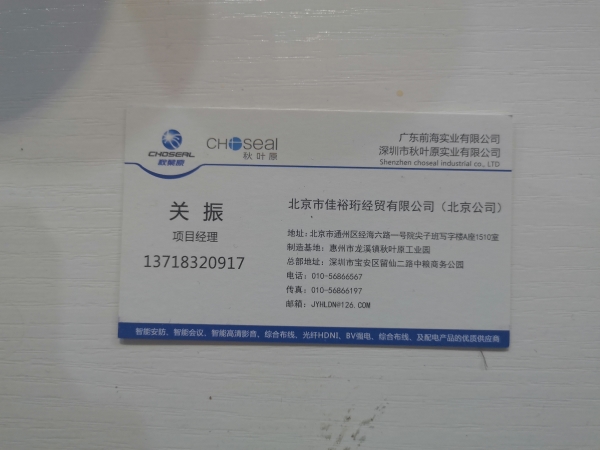 CHOSEAL
秋葉原
CHSeal
秋叶原
广东前海实业有限公司
深圳市秋叶原实业有限公司
Shenzhen choseal industrial co., LTD
关 振
项目经理
13718320917
北京市佳裕珩经贸有限公司（北京公司）
地址：北京市通州区经海六路一号院尖子班写字楼A座1510室
制造基地：惠州市龙溪镇秋叶原工业园
总部地址：深圳市宝安区留仙二路中粮商务公园
电话：010-56866567
传真：010-56866197
邮箱：JYHLDN@126.COM
智能安防、智能会议、智能高清影音、综合布线、光纤HDNI、BV强电、综合布线、及配电产品的优质供应商